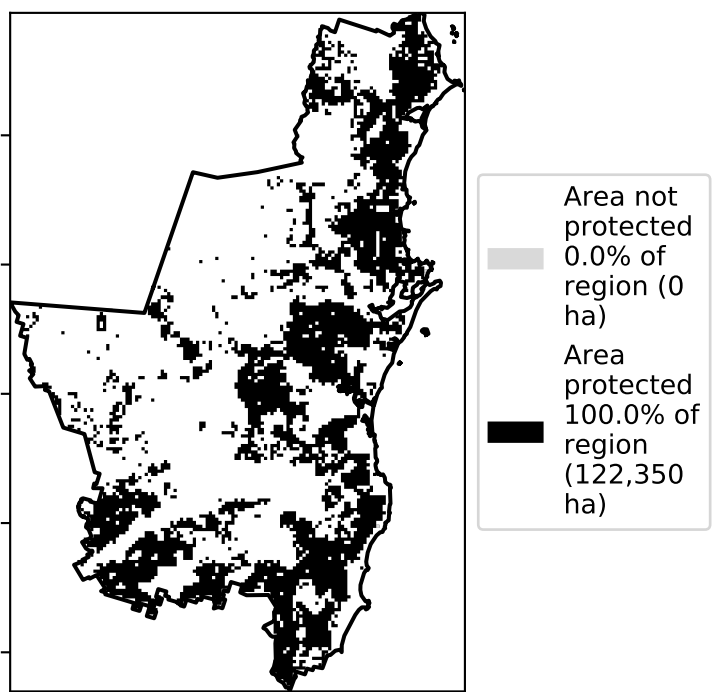 Area not
protected
0.0% of
region (0
ha)
Area
protected
100.0% of
region
(122,350
ha)